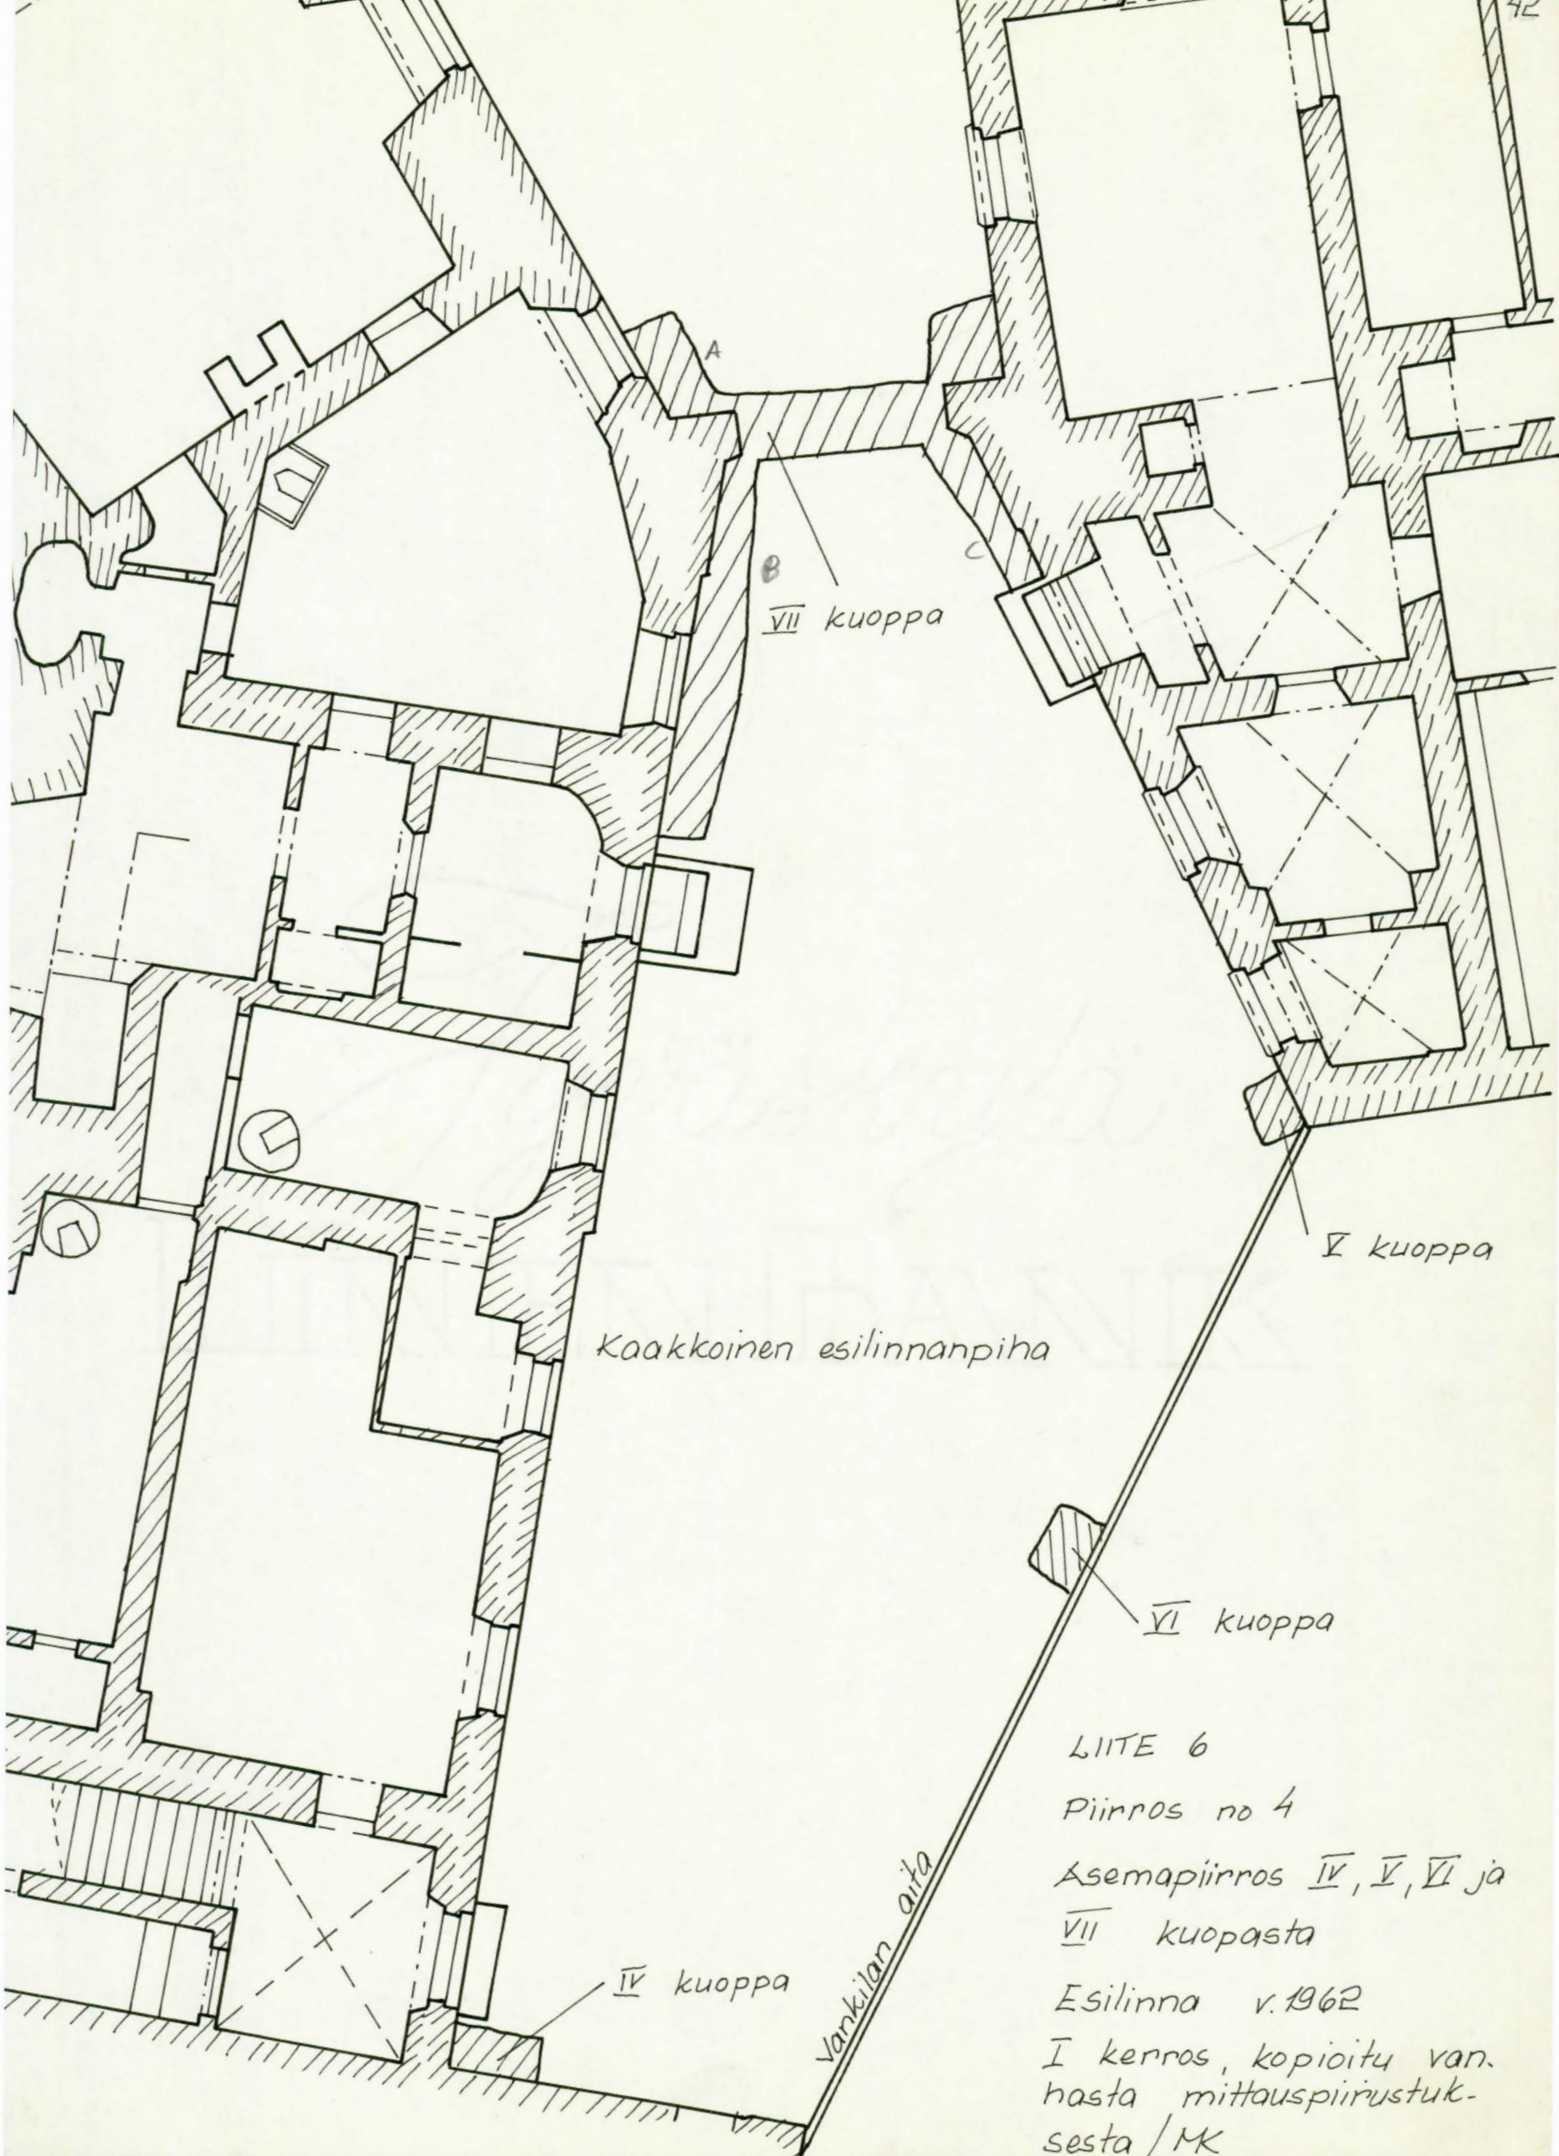 42
A
B
C
VII kuoppa
V kuoppa
Kaakkoinen esilinnanpiha
VI kuoppa
Vankilan aita
IV kuoppa
LIITE 6
Piirros no 4
Asemapiirros IV, V, VI ja
VII kuopasta
Esilinna v. 1962
I kerros, kopioitu van.
hasta mittauspiirustuk-
sesta / MK